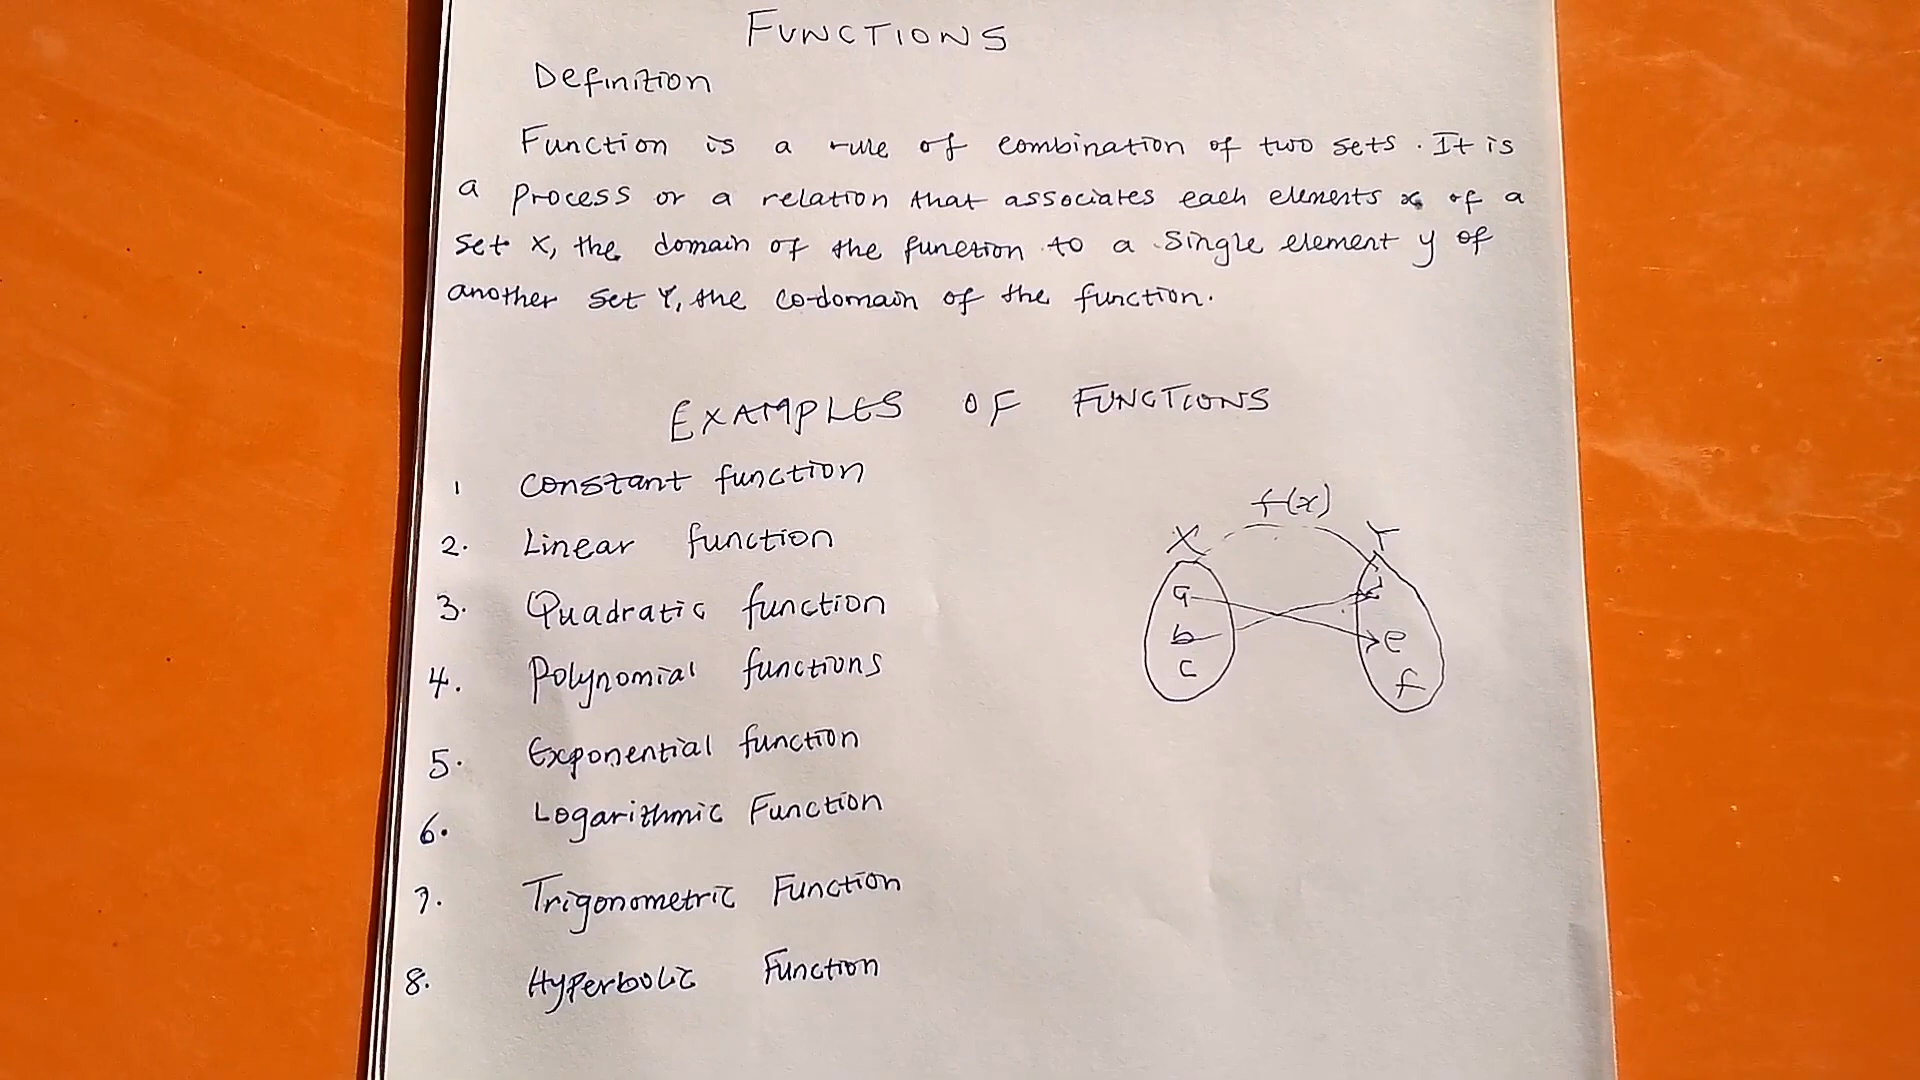 FUNCTIONS
Definition
Function is a rule of combination of two sets. It is
a process or a relation that associates each elements x of a
set X, the domain of the function to a single element y of
another set Y, the co-domain of the function.
EXAMPLES OF FUNCTIONS
1 Constant function
2. Linear function
3. Quadratic function
4. Polynomial functions
5. Exponential function
6. Logarithmic Function
7. Trigonometric Function
8. Hyperbolic Function
f(x)
X Y
a d
b e
c f